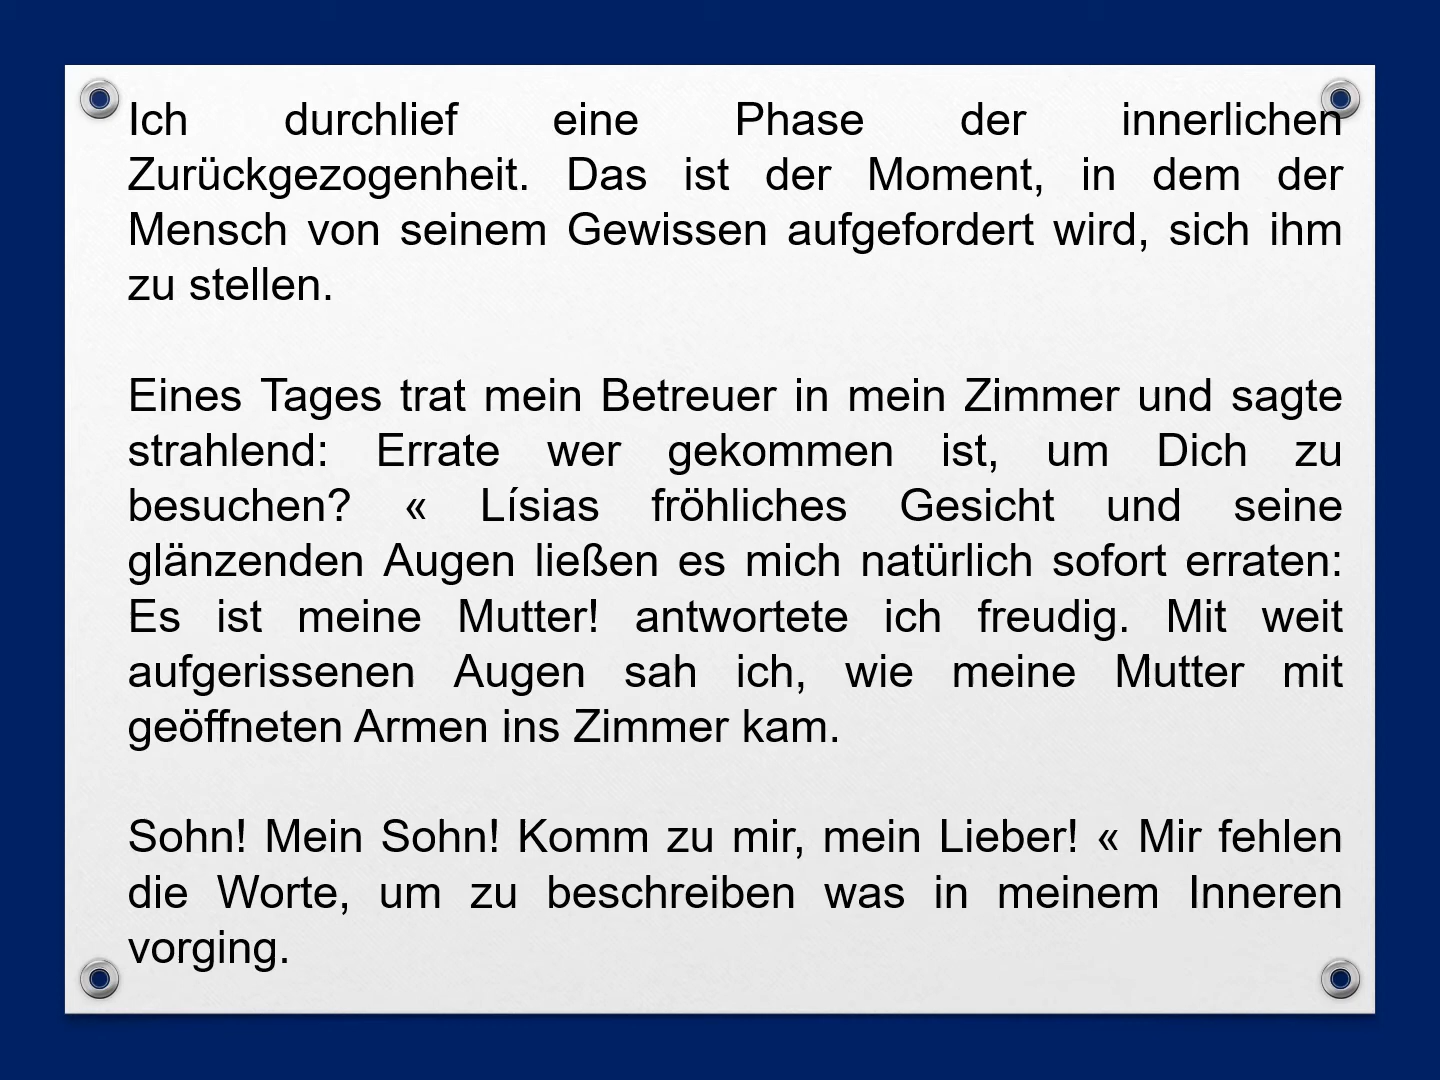 Ich durchlief eine Phase der innerlichen
Zurückgezogenheit. Das ist der Moment, in dem der
Mensch von seinem Gewissen aufgefordert wird, sich ihm
zu stellen.
Eines Tages trat mein Betreuer in mein Zimmer und sagte
strahlend: Errate wer gekommen ist, um Dich zu
besuchen? « Lísias fröhliches Gesicht und seine
glänzenden Augen ließen es mich natürlich sofort erraten:
Es ist meine Mutter! antwortete ich freudig. Mit weit
aufgerissenen Augen sah ich, wie meine Mutter mit
geöffneten Armen ins Zimmer kam.
Sohn! Mein Sohn! Komm zu mir, mein Lieber! « Mir fehlen
die Worte, um zu beschreiben was in meinem Inneren
vorging.